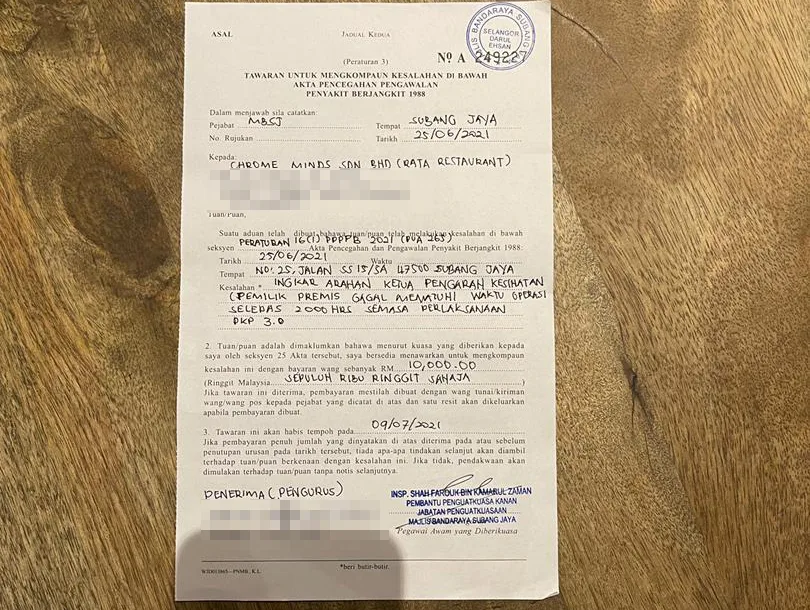 ASAL
JADUAL KEDUA
MAJLIS BANDARAYA SUBANG
SELANGOR
DARUL
EHSAN
(Peraturan 3)
Nº A 249227
TAWARAN UNTUK MENGKOMPAUN KESALAHAN DI BAWAH
AKTA PENCEGAHAN PENGAWALAN
PENYAKIT BERJANGKIT 1988
Dalam menjawab sila catatkan:
Pejabat MBSJ Tempat SUBANG JAYA
No. Rujukan Tarikh 25/06/2021
Kepada:
CHROME MINDS SDN BHD (RATA RESTAURANT)
Tuan/Puan,
Suatu aduan telah dibuat bahawa tuan/puan telah melakukan kesalahan di bawah
seksyen PERATURAN 16(1) PPPPB 2021 (PUA 263) Akta Pencegahan dan Pengawalan Penyakit Berjangkit 1988:
Tarikh 25/06/2021 Waktu
Tempat NO. 25, JALAN SS 15/5A 47500 SUBANG JAYA
Kesalahan * INGKAR ARAHAN KETUA PENGARAH KESIHATAN
(PEMILIK PREMIS GAGAL MEMATUHI WAKTU OPERASI
SELEPAS 2000HRS SEMASA PERLAKSANAAN
PKP 3.0
2. Tuan/puan adalah dimaklumkan bahawa menurut kuasa yang diberikan kepada
saya oleh seksyen 25 Akta tersebut, saya bersedia menawarkan untuk mengkompaun
kesalahan ini dengan bayaran wang sebanyak RM 10,000.00
(Ringgit Malaysia SEPULUH RIBU RINGGIT SAHAJA )
Jika tawaran ini diterima, pembayaran mestilah dibuat dengan wang tunai/kiriman
wang/wang pos kepada pejabat yang dicatat di atas dan satu resit akan dikeluarkan
apabila pembayaran dibuat.
3. Tawaran ini akan habis tempoh pada 09/07/2021
Jika pembayaran penuh jumlah yang dinyatakan di atas diterima pada atau sebelum
penutupan urusan pada tarikh tersebut, tiada apa-apa tindakan selanjut akan diambil
terhadap tuan/puan berkenaan dengan kesalahan ini. Jika tidak, pendakwaan akan
dimulakan terhadap tuan/puan tanpa notis selanjutnya.
PENERIMA (PENGURUS)
INSP. SHAH FAROUK BIN KAMARUL ZAMAN
PEMBANTU PENGUATKUASA KANAN
JABATAN PENGUATKUASAAN
MAJLIS BANDARAYA SUBANG JAYA
Pegawai Awam yang Diberikuasa
*beri butir-butir.
—PNMB, K.L.